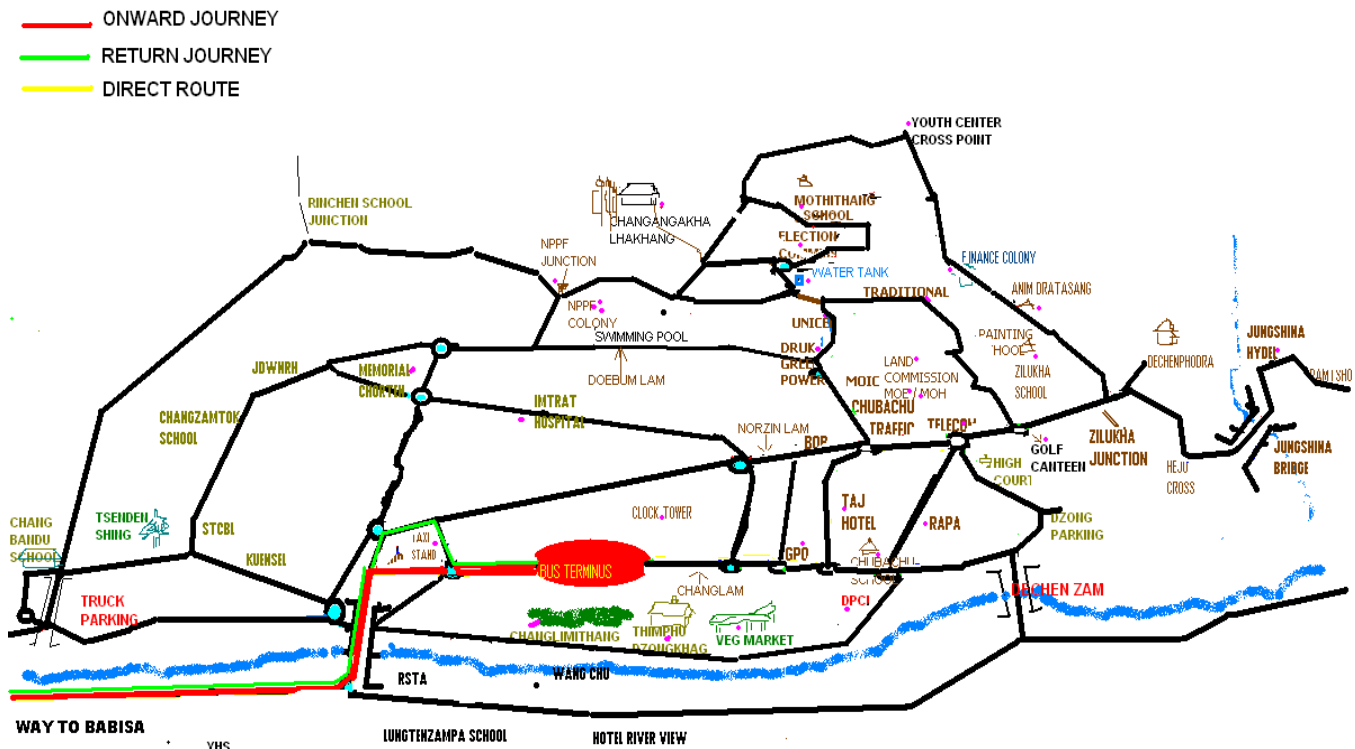 ONWARD JOURNEY
RETURN JOURNEY
DIRECT ROUTE
YOUTH CENTER
CROSS POINT
RINCHEN SCHOOL
JUNCTION
CHANGANGAKHA
LHAKHANG
MOTHITHANG
SCHOOL
ELECTION
NPPF
JUNCTION
WATER TANK
FINANCE COLONY
TRADITIONAL
ANIM DRATASANG
NPPF
COLONY
UNICE
SWIMMING POOL
PAINTING
HOOL
DECHENPHODRA
JUNGSHINA
HYDEL
JDWNRH
MEMORIAL
CHORTEN
DOEBUM LAM
DRUK
GREE
POWER
MOIC
LAND
COMMISSION
MOE / MOH
ZILUKHA
SCHOOL
CHANGZAMTOK
SCHOOL
IMTRAT
HOSPITAL
CHUBACHU
TRAFFIC
TELECOM
NORZIN LAM
BOP
GOLF
CANTEEN
ZILUKHA
JUNCTION
HEJU
CROSS
JUNGSHINA
BRIDGE
HIGH
COURT
TSENDEN
SHING
STCBL
CHANG
BANDU
SCHOOL
KUENSEL
TAXI
STAND
CLOCK TOWER
TAJ
HOTEL
RAPA
DZONG
PARKING
GPO
CHUBACHU
SCHOOL
BUS TERMINUS
CHANGLAM
DPCI
DECHEN ZAM
TRUCK
PARKING
CHANGLIMITHANG
THIMPHU
DZONGKHAG
VEG MARKET
RSTA
WANG CHU
WAY TO BABISA
YHS
LUNGTENZAMPA SCHOOL
HOTEL RIVER VIEW